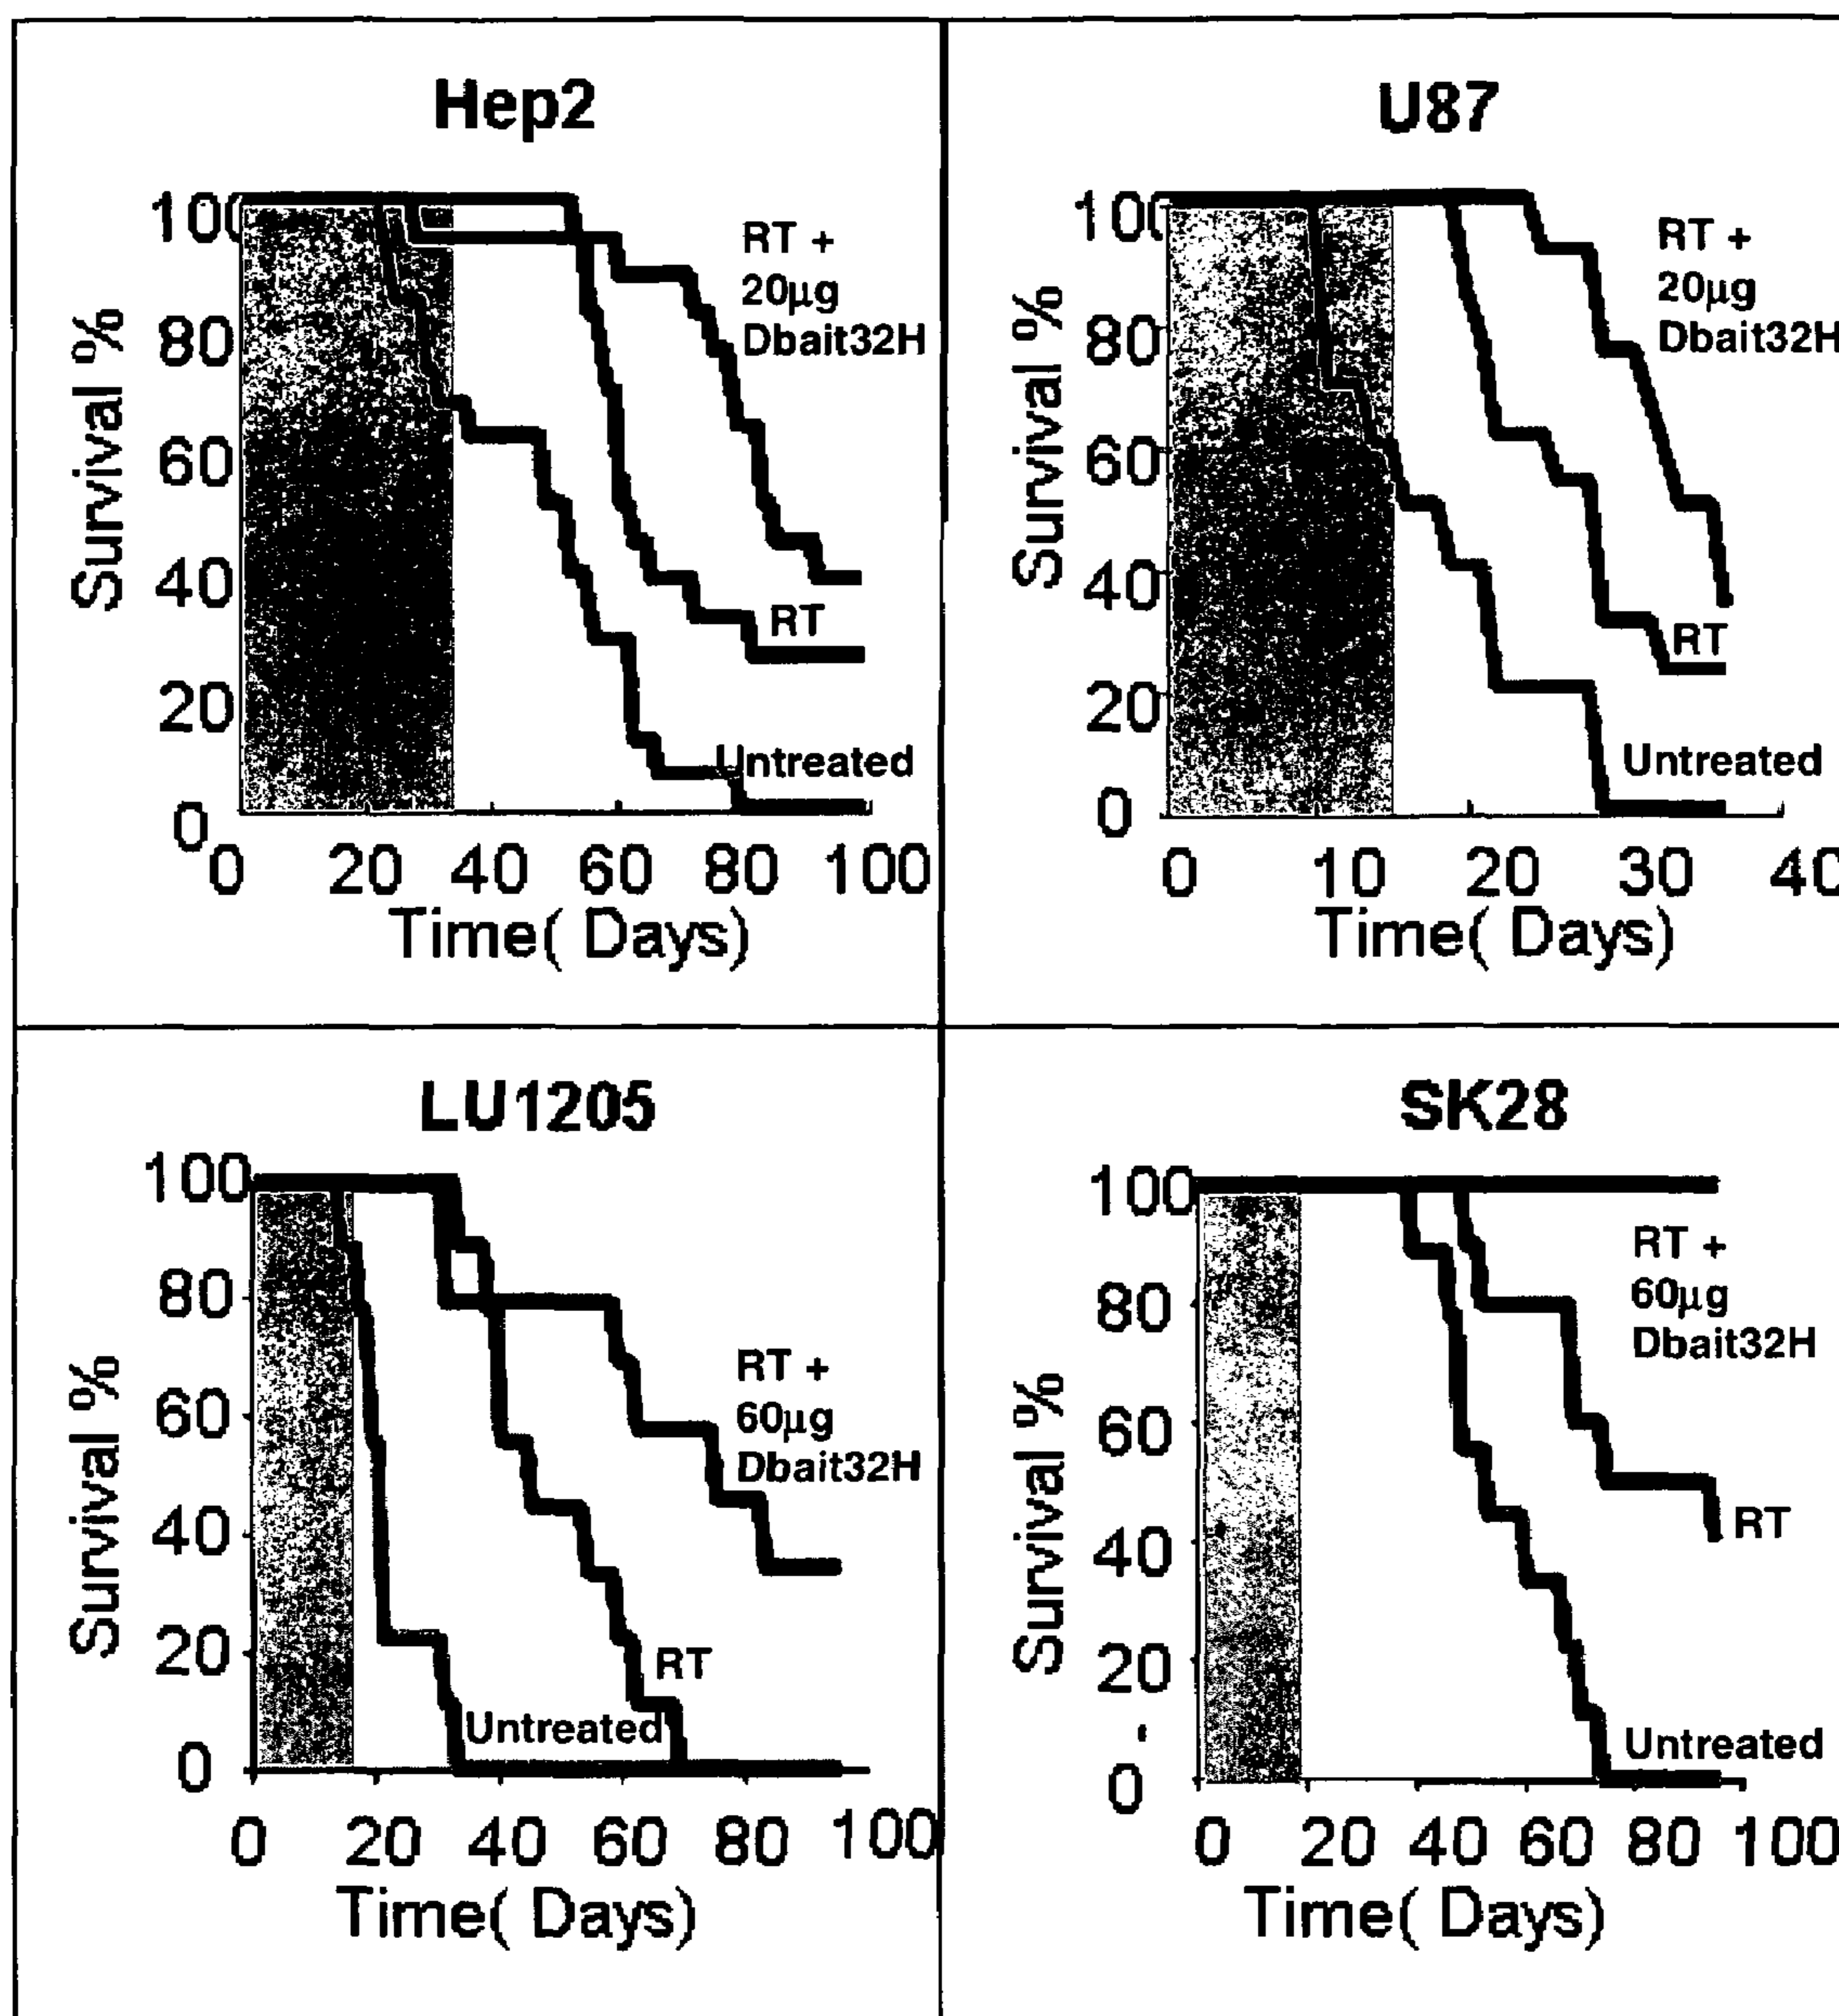 Hep2
Survival %
100
80
60
40
20
0
RT +
20µg
Dbait32H
RT
Untreated
0 20 40 60 80 100
Time( Days)
U87
Survival %
100
80
60
40
20
0
RT +
20µg
Dbait32H
RT
Untreated
0 10 20 30 40
Time( Days)
LU1205
Survival %
100
80
60
40
20
0
RT +
60µg
Dbait32H
RT
Untreated
0 20 40 60 80 100
Time( Days)
SK28
Survival %
100
80
60
40
20
0
RT +
60µg
Dbait32H
RT
Untreated
0 20 40 60 80 100
Time( Days)